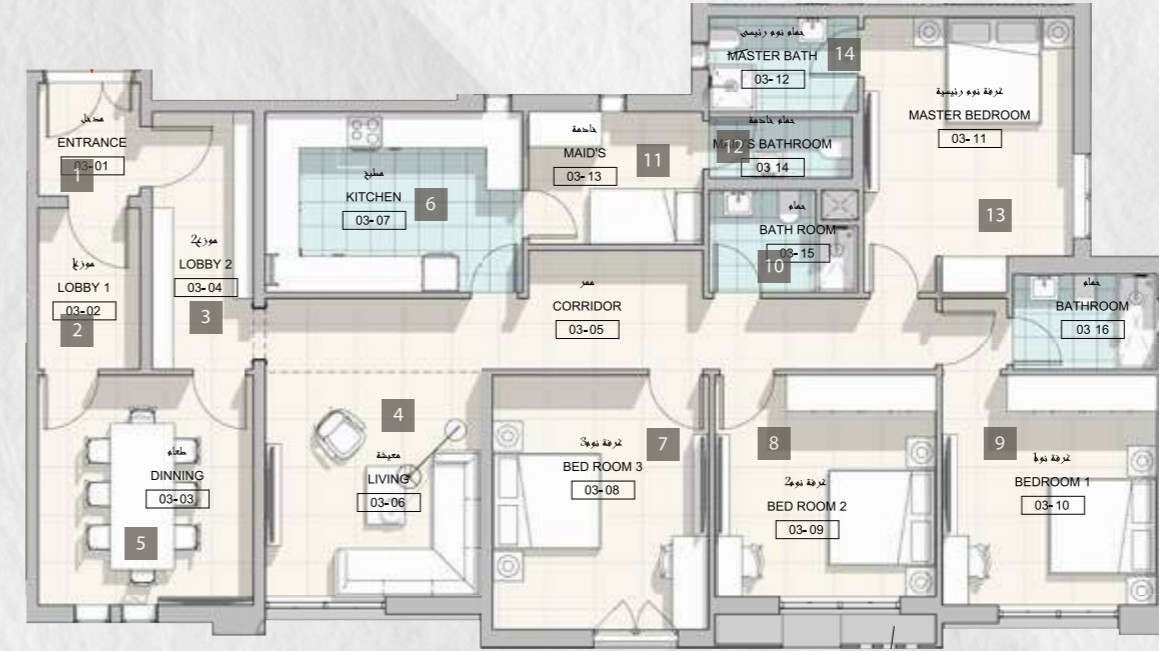 مدخل
ENTRANCE
03-01
1
موزع1
LOBBY 1
03-02
2
موزع2
LOBBY 2
03-04
3
طعام
DINNING
03-03
5
مطبخ
KITCHEN
03-07
6
معيشة
LIVING
03-06
4
ممر
CORRIDOR
03-05
خادمة
MAID'S
03-13
11
حمام نوم رئيسي
MASTER BATH
03-12
14
حمام خادمة
MAID'S BATHROOM
03 14
12
حمام
BATH ROOM
03-15
10
غرفة نوم رئيسية
MASTER BEDROOM
03-11
13
حمام
BATHROOM
03 16
غرفة نوم3
BED ROOM 3
03-08
7
غرفة نوم2
BED ROOM 2
03-09
8
غرفة نوم1
BEDROOM 1
03-10
9